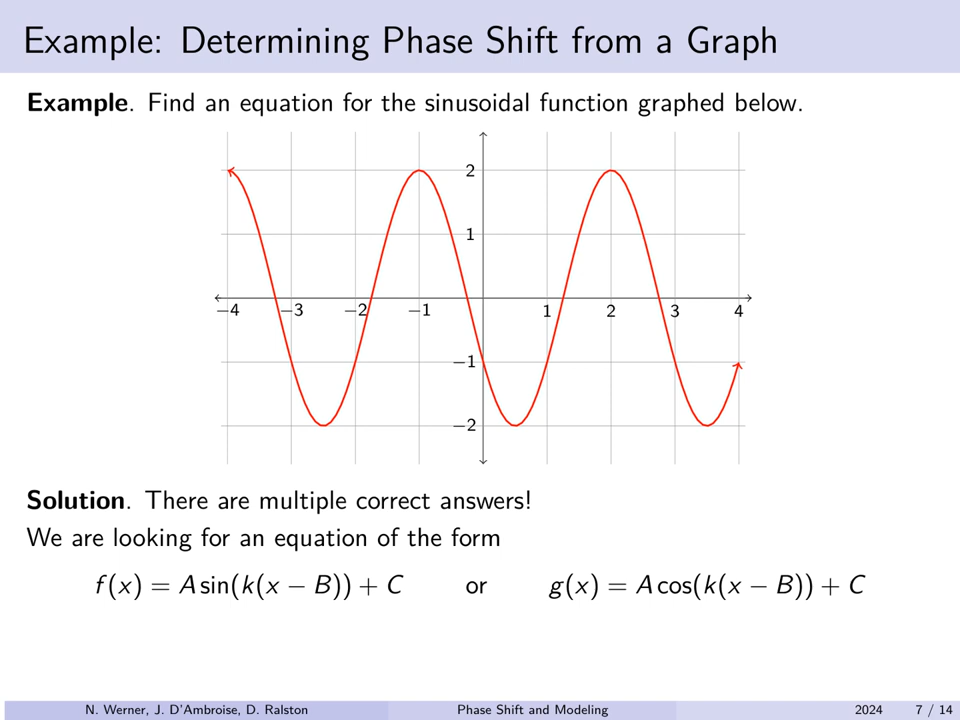 Example: Determining Phase Shift from a Graph
Example. Find an equation for the sinusoidal function graphed below.
2
1
−4 −3 −2 −1 1 2 3 4
−1
−2
Solution. There are multiple correct answers!
We are looking for an equation of the form
f(x) = A sin(k(x − B)) + C or g(x) = A cos(k(x − B)) + C
N. Werner, J. D'Ambroise, D. Ralston Phase Shift and Modeling 2024 7 / 14